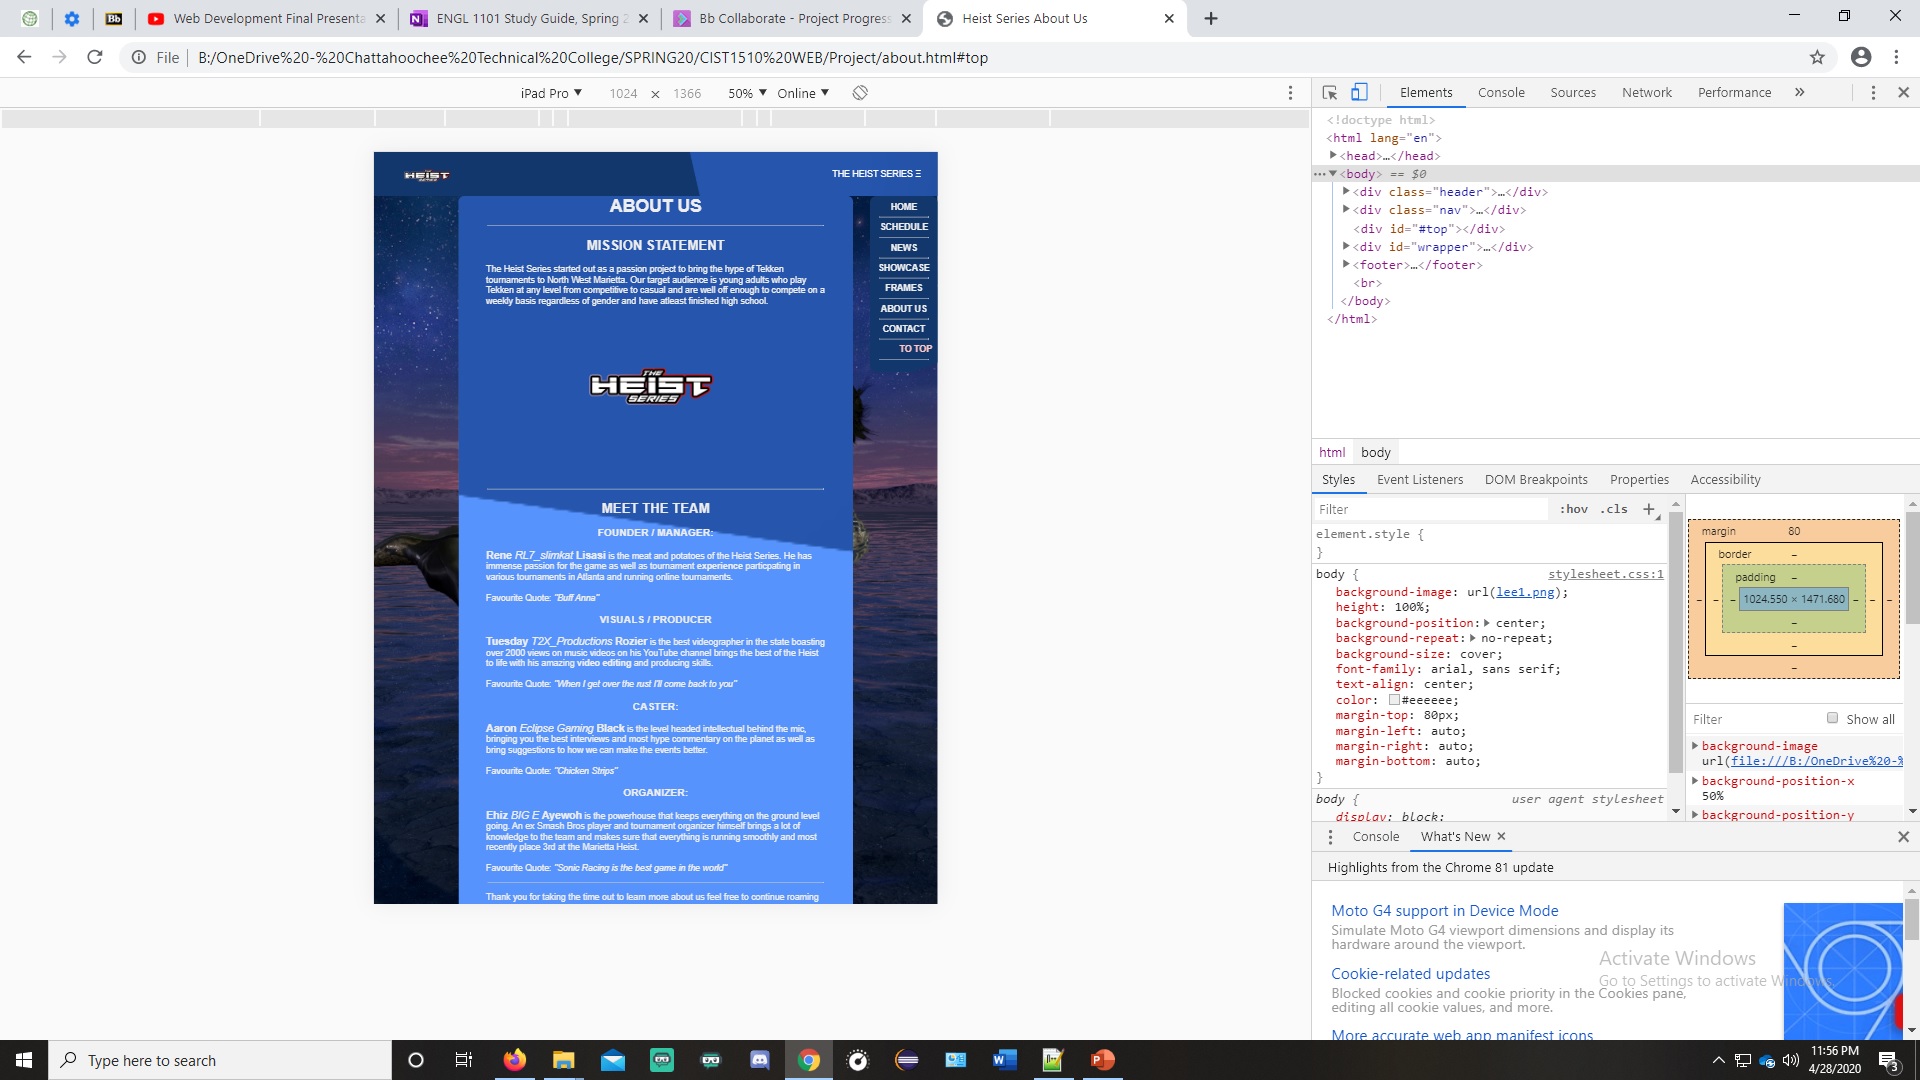 Bb
Web Development Final Presenta
ENGL 1101 Study Guide, Spring 2
Bb Collaborate - Project Progress
Heist Series About Us
File
B:/OneDrive%20-%20Chattahoochee%20Technical%20College/SPRING20/CIST1510%20WEB/Project/about.html#top
iPad Pro ▼ 1024 × 1366 50% ▼ Online ▼
Elements Console Sources Network Performance »
THE HEIST SERIES
THE HEIST SERIES Ξ
ABOUT US
MISSION STATEMENT
The Heist Series started out as a passion project to bring the hype of Tekken
tournaments to North West Marietta. Our target audience is young adults who play
Tekken at any level from competitive to casual and are well off enough to compete on a
weekly basis regardless of gender and have atleast finished high school.
THE
HEIST
SERIES
MEET THE TEAM
FOUNDER / MANAGER:
Rene RL7_slimkat Lisasi is the meat and potatoes of the Heist Series. He has
immense passion for the game as well as tournament experience particpating in
various tournaments in Atlanta and running online tournaments.
Favourite Quote: "Buff Anna"
VISUALS / PRODUCER
Tuesday T2X_Productions Rozier is the best videographer in the state boasting
over 2000 views on music videos on his YouTube channel brings the best of the Heist
to life with his amazing video editing and producing skills.
Favourite Quote: "When I get over the rust I'll come back to you"
CASTER:
Aaron Eclipse Gaming Black is the level headed intellectual behind the mic,
bringing you the best interviews and most hype commentary on the planet as well as
bring suggestions to how we can make the events better.
Favourite Quote: "Chicken Strips"
ORGANIZER:
Ehiz BIG E Ayewoh is the powerhouse that keeps everything on the ground level
going. An ex Smash Bros player and tournament organizer himself brings a lot of
knowledge to the team and makes sure that everything is running smoothly and most
recently place 3rd at the Marietta Heist.
Favourite Quote: "Sonic Racing is the best game in the world"
Thank you for taking the time out to learn more about us feel free to continue roaming
HOME
SCHEDULE
NEWS
SHOWCASE
FRAMES
ABOUT US
CONTACT
TO TOP
<!doctype html>
<html lang="en">
<head>…</head>
<body> == $0
<div class="header">…</div>
<div class="nav">…</div>
<div id="#top"></div>
<div id="wrapper">…</div>
<footer>…</footer>
<br>
</body>
</html>
html body
Styles Event Listeners DOM Breakpoints Properties Accessibility
Filter :hov .cls +
element.style {
}
body { stylesheet.css:1
background-image: url(lee1.png);
height: 100%;
background-position: center;
background-repeat: no-repeat;
background-size: cover;
font-family: arial, sans serif;
text-align: center;
color: #eeeeee;
margin-top: 80px;
margin-left: auto;
margin-right: auto;
margin-bottom: auto;
}
body { user agent stylesheet
display: block;
margin 80
border –
padding –
1024.550 × 1471.680
Filter Show all
background-image
url(file:///B:/OneDrive%20-%
background-position-x
50%
background-position-y
Console What's New ×
Highlights from the Chrome 81 update
Moto G4 support in Device Mode
Simulate Moto G4 viewport dimensions and display its
hardware around the viewport.
Cookie-related updates
Blocked cookies and cookie priority in the Cookies pane,
editing all cookie values, and more.
More accurate web app manifest icons
Activate Windows
Go to Settings to activate Windows.
Type here to search
11:56 PM
4/28/2020
3